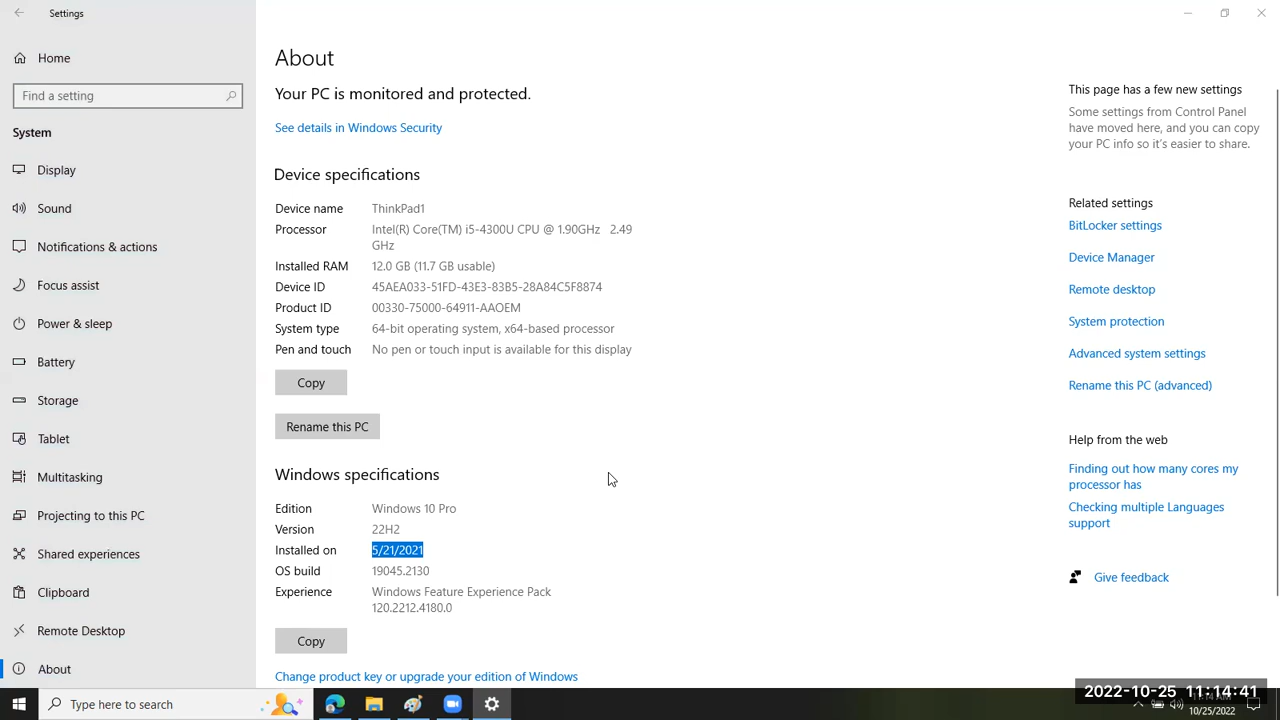 Settings
Home
Find a setting
System
Display
Sound
Notifications & actions
Focus assist
Power & sleep
Battery
Storage
Tablet
Multitasking
Projecting to this PC
Shared experiences
Clipboard
Remote Desktop
About
About
Your PC is monitored and protected.
See details in Windows Security
Device specifications
Device name ThinkPad1
Processor Intel(R) Core(TM) i5-4300U CPU @ 1.90GHz 2.49
GHz
Installed RAM 12.0 GB (11.7 GB usable)
Device ID 45AEA033-51FD-43E3-83B5-28A84C5F8874
Product ID 00330-75000-64911-AAOEM
System type 64-bit operating system, x64-based processor
Pen and touch No pen or touch input is available for this display
Copy
Rename this PC
Windows specifications
Edition Windows 10 Pro
Version 22H2
Installed on 5/21/2021
OS build 19045.2130
Experience Windows Feature Experience Pack
120.2212.4180.0
Copy
Change product key or upgrade your edition of Windows
This page has a few new settings
Some settings from Control Panel
have moved here, and you can copy
your PC info so it's easier to share.
Related settings
BitLocker settings
Device Manager
Remote desktop
System protection
Advanced system settings
Rename this PC (advanced)
Help from the web
Finding out how many cores my
processor has
Checking multiple Languages
support
Give feedback
Type here to search
2022-10-25 11:14:41
10/25/2022